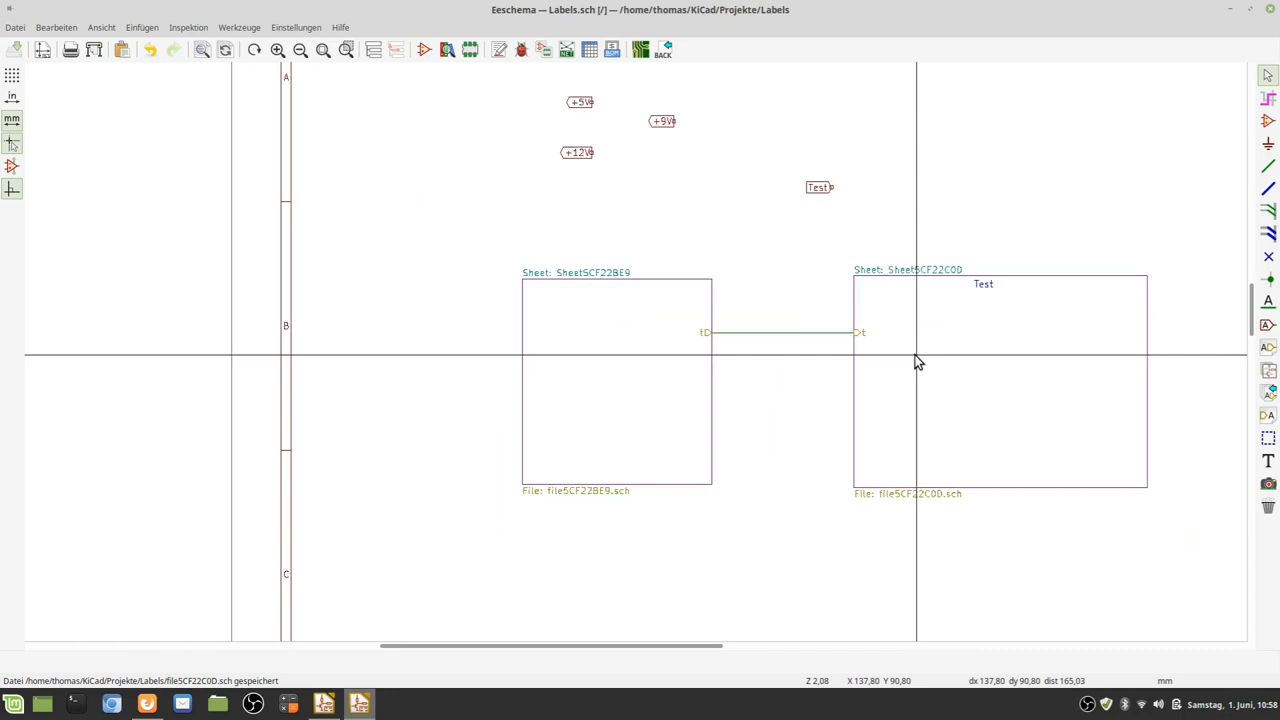 Eeschema — Labels.sch [/] — /home/thomas/KiCad/Projekte/Labels
Datei Bearbeiten Ansicht Einfügen Inspektion Werkzeuge Einstellungen Hilfe
BOM
BACK
in
mm
A
+5V
+9V
+12V
Test
Sheet: Sheet5CF22BE9
Sheet: Sheet5CF22C0D
Test
B
t
t
File: file5CF22BE9.sch
File: file5CF22C0D.sch
C
A
A
AD
DA
T
Datei /home/thomas/KiCad/Projekte/Labels/file5CF22C0D.sch gespeichert
Z 2,08
X 137,80 Y 90,80
dx 137,80 dy 90,80 dist 165,03
mm
Samstag, 1. Juni, 10:58